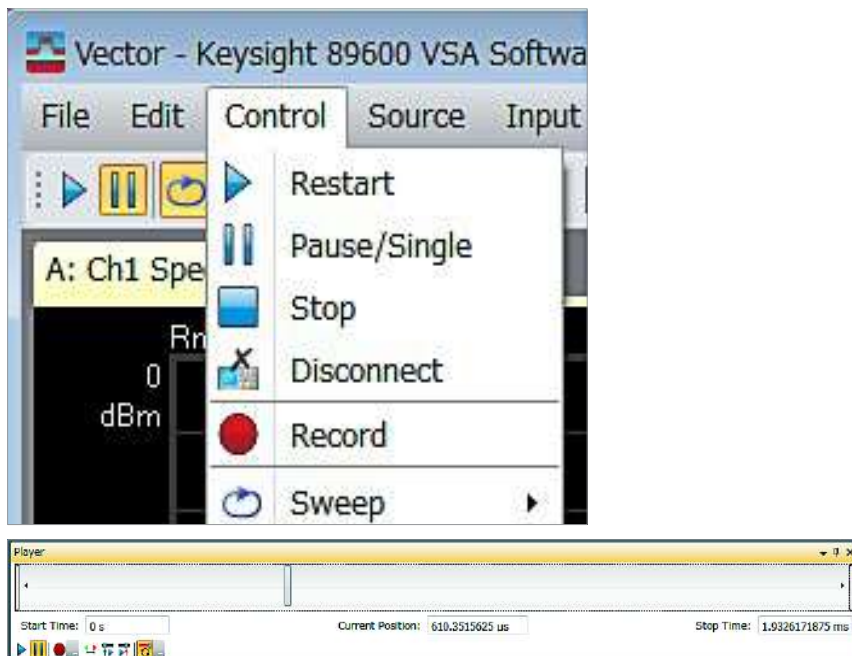 Vector - Keysight 89600 VSA Softwa
File Edit Control Source Input
Restart
A: Ch1 Spe
Pause/Single
Stop
Rn
0
dBm
Disconnect
Record
Sweep
Player
Start Time: 0 s Current Position: 610.3515625 us Stop Time: 1.9326171875 ms